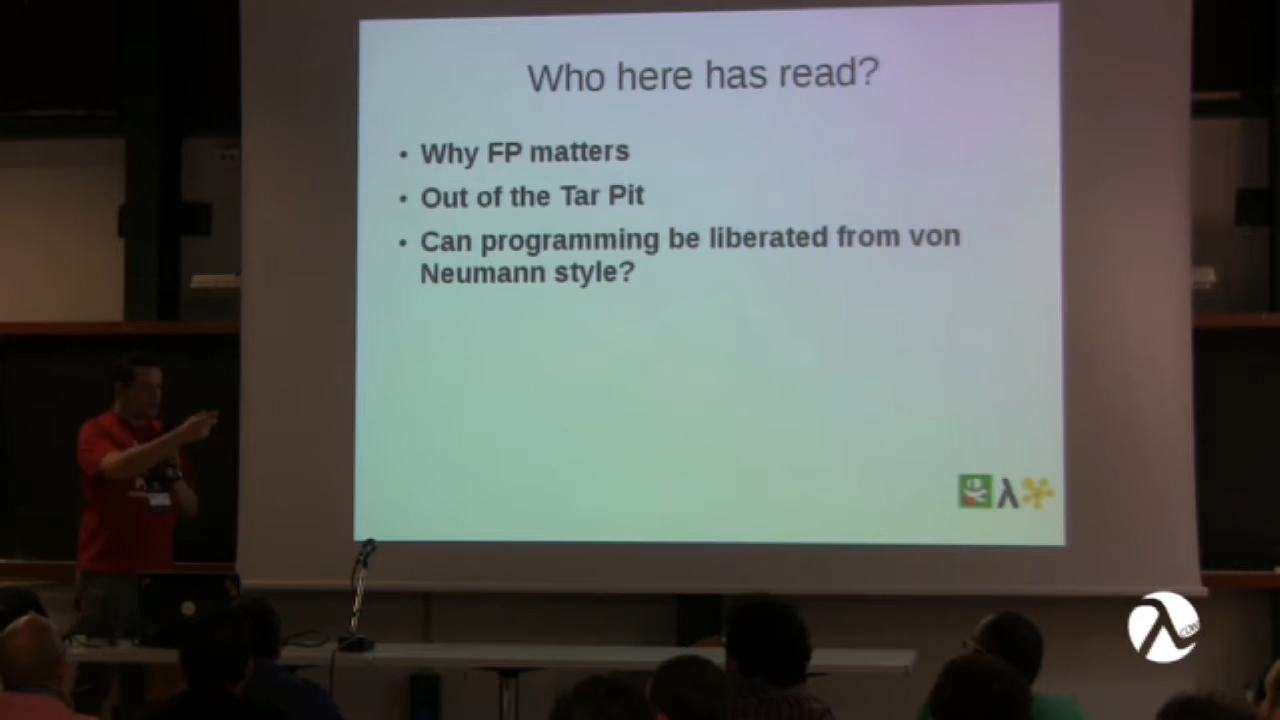 Who here has read?
• Why FP matters
• Out of the Tar Pit
• Can programming be liberated from von
Neumann style?
λ
λ